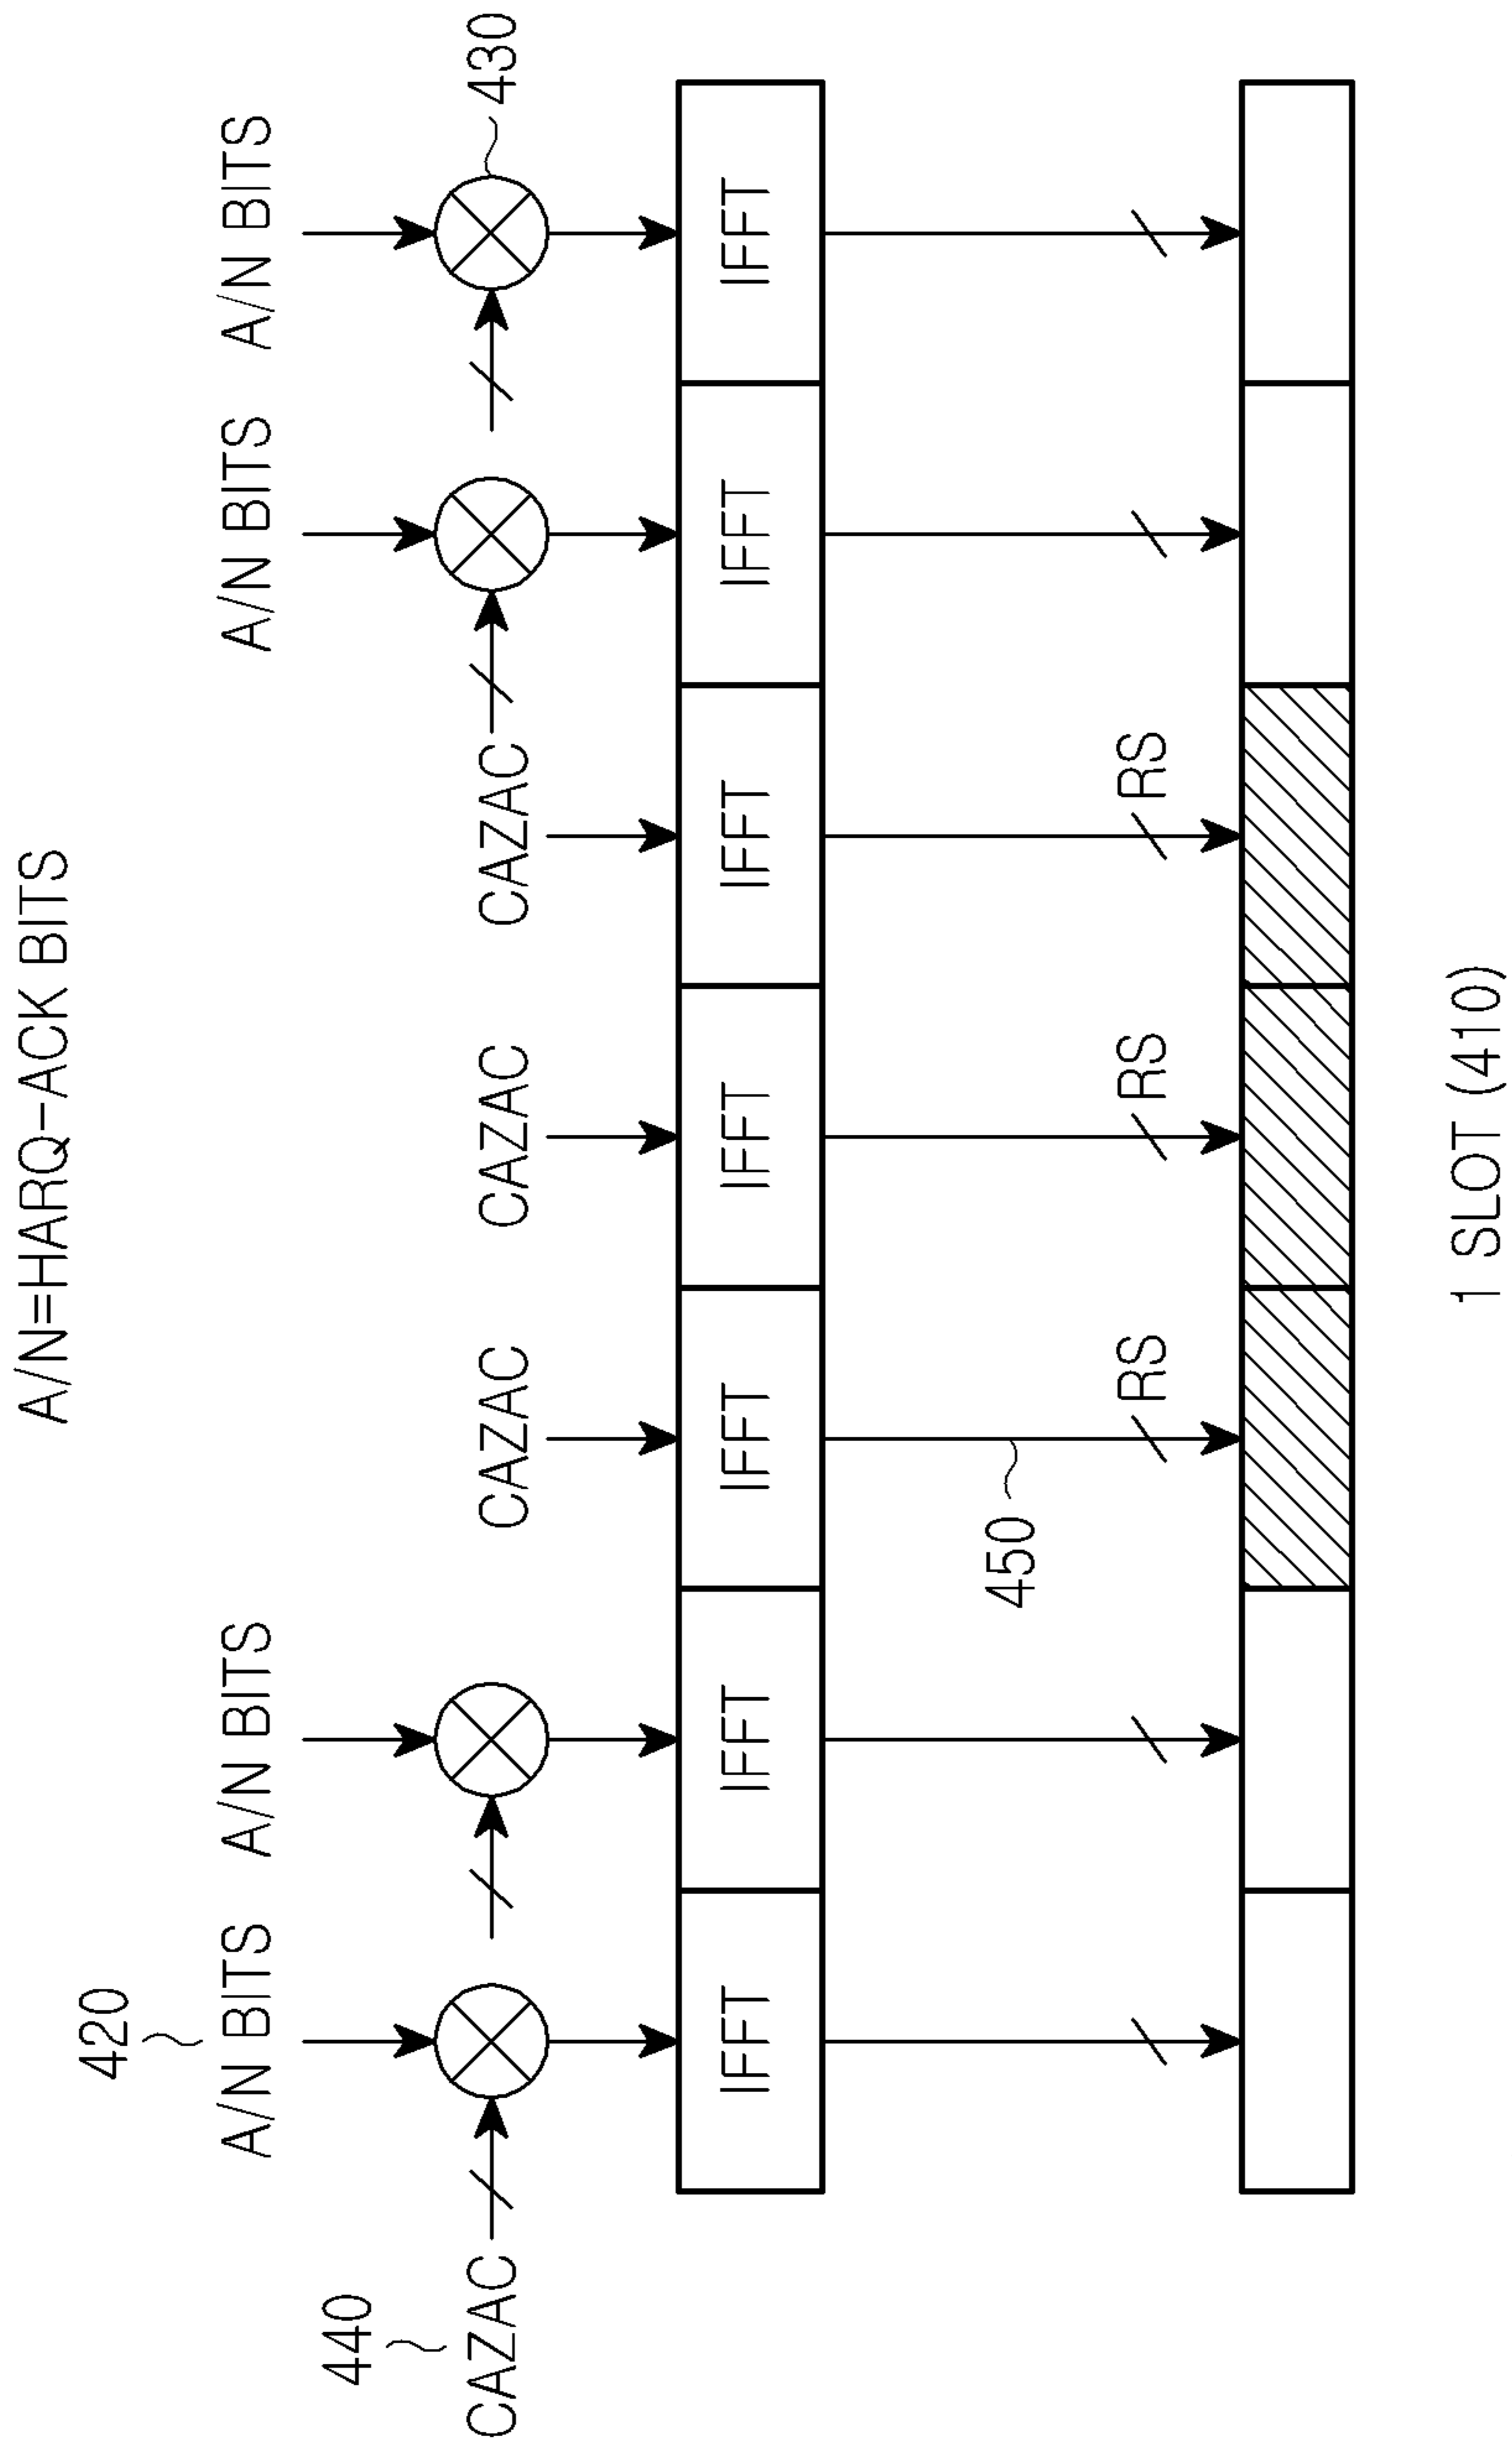 A/N=HARQ-ACK BITS
420
A/N BITS A/N BITS A/N BITS A/N BITS
440
CAZAC CAZAC CAZAC CAZAC 430
IFFT IFFT IFFT IFFT IFFT IFFT IFFT
450
RS RS RS
1 SLOT (410)